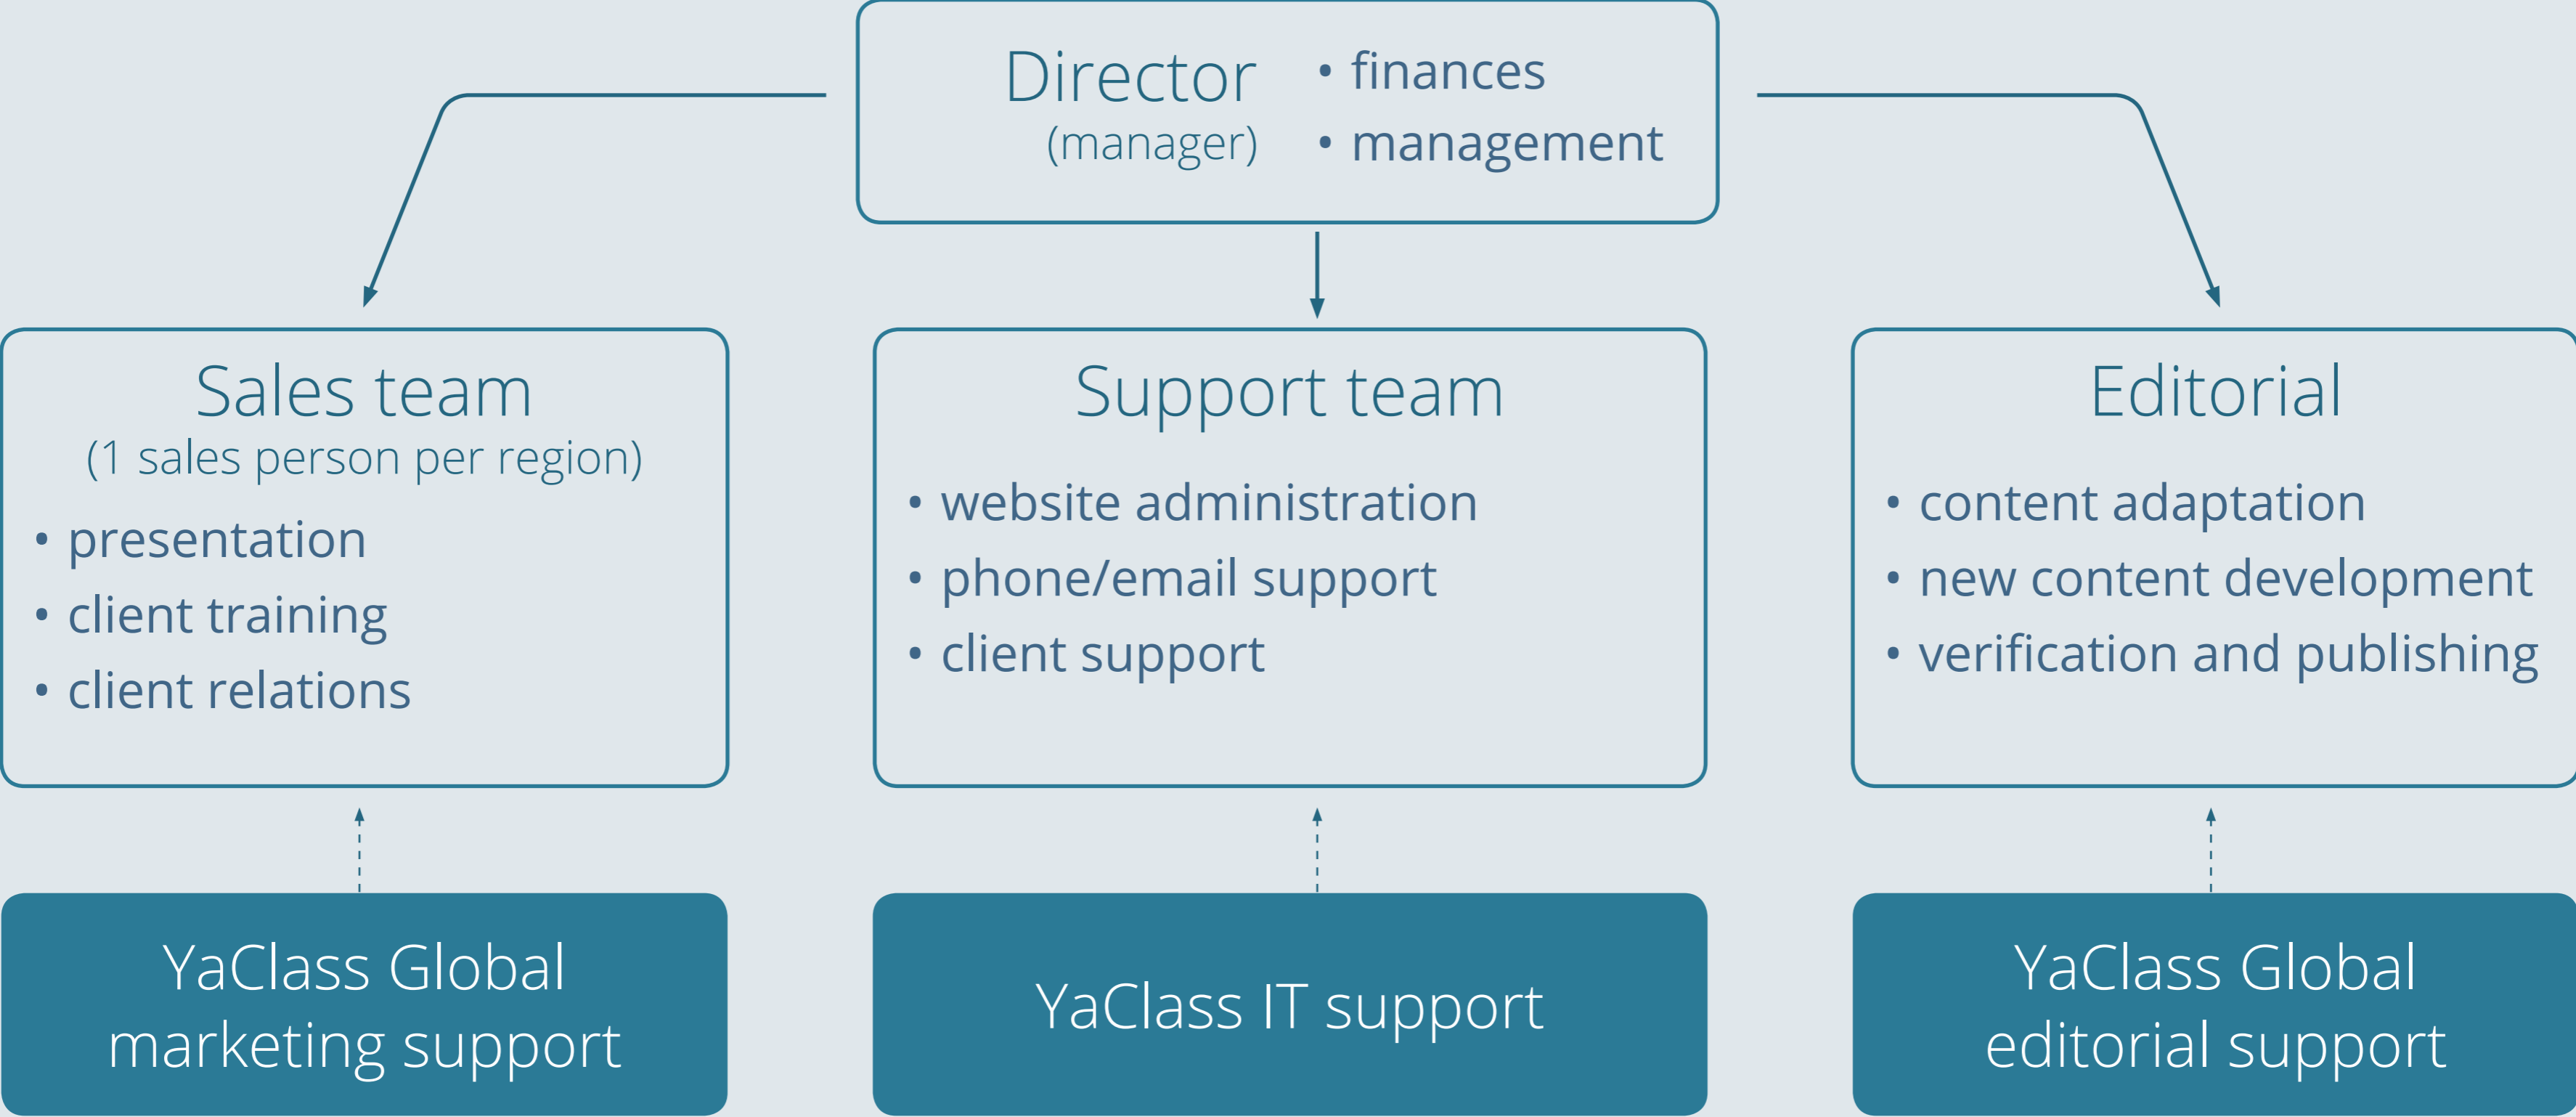 Director
(manager)
• finances
• management
Sales team
(1 sales person per region)
• presentation
• client training
• client relations
Support team
• website administration
• phone/email support
• client support
Editorial
• content adaptation
• new content development
• verification and publishing
YaClass Global
marketing support
YaClass IT support
YaClass Global
editorial support